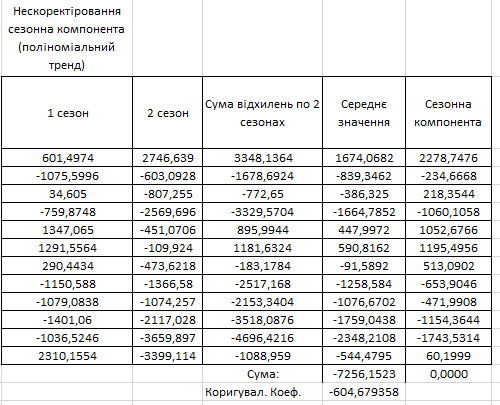 Нескоректірована
сезонна компонента
(поліноміальний
тренд)
1 сезон 2 сезон Сума відхилень по 2 сезонах Середнє значення Сезонна компонента
601,4974 2746,639 3348,1364 1674,0682 2278,7476
-1075,5996 -603,0928 -1678,6924 -839,3462 -234,6668
34,605 -807,255 -772,65 -386,325 218,3544
-759,8748 -2569,696 -3329,5704 -1664,7852 -1060,1058
1347,065 -451,0706 895,9944 447,9972 1052,6766
1291,5564 -109,924 1181,6324 590,8162 1195,4956
290,4434 -473,6218 -183,1784 -91,5892 513,0902
-1150,588 -1366,58 -2517,168 -1258,584 -653,9046
-1079,0838 -1074,257 -2153,3404 -1076,6702 -471,9908
-1401,06 -2117,028 -3518,0876 -1759,0438 -1154,3644
-1036,5246 -3659,897 -4696,4216 -2348,2108 -1743,5314
2310,1554 -3399,114 -1088,959 -544,4795 60,1999
Сума: -7256,1523 0,0000
Коригувал. Коеф. -604,679358